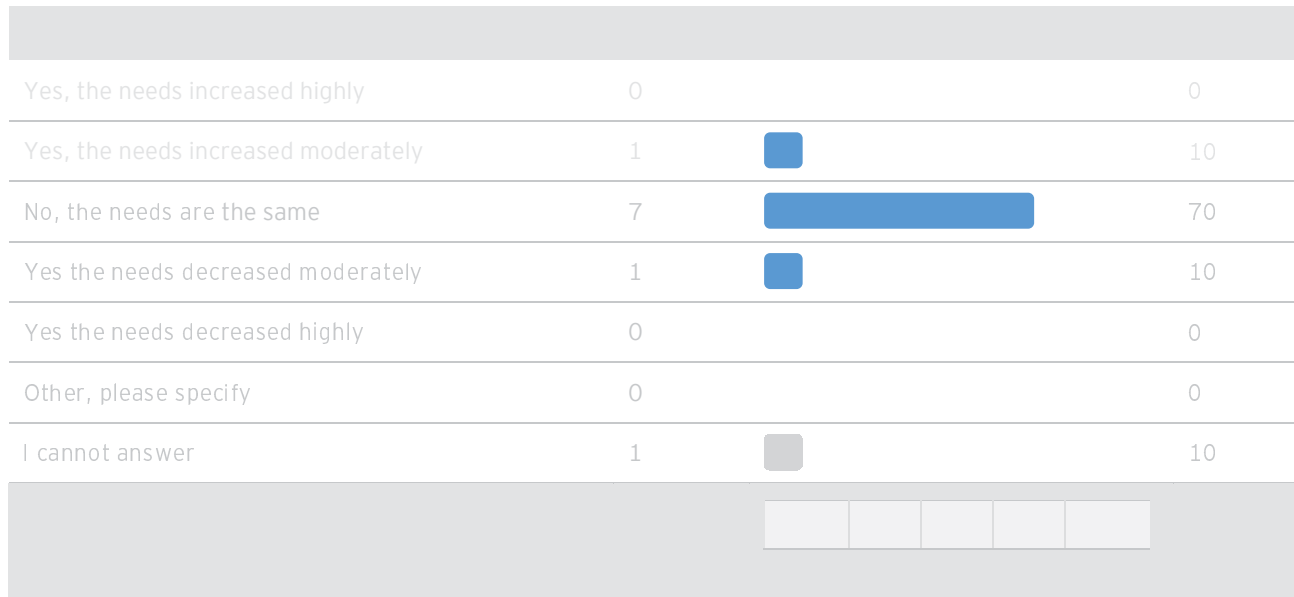 Yes, the needs increased highly 0 0
Yes, the needs increased moderately 1 10
No, the needs are the same 7 70
Yes the needs decreased moderately 1 10
Yes the needs decreased highly 0 0
Other, please specify 0 0
I cannot answer 1 10